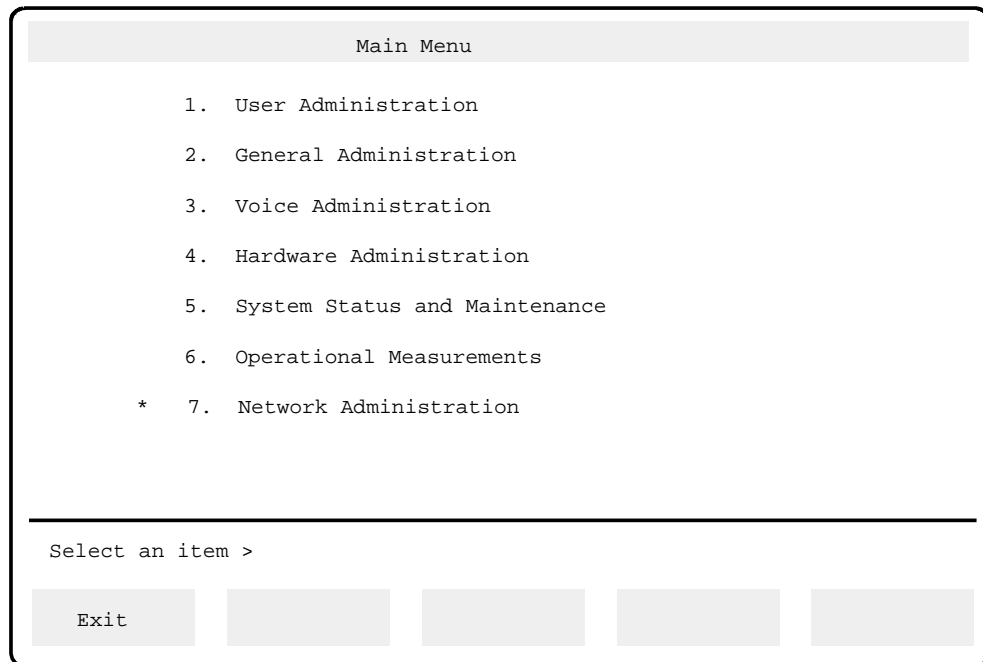 Main Menu
1. User Administration
2. General Administration
3. Voice Administration
4. Hardware Administration
5. System Status and Maintenance
6. Operational Measurements
* 7. Network Administration
Select an item >
Exit